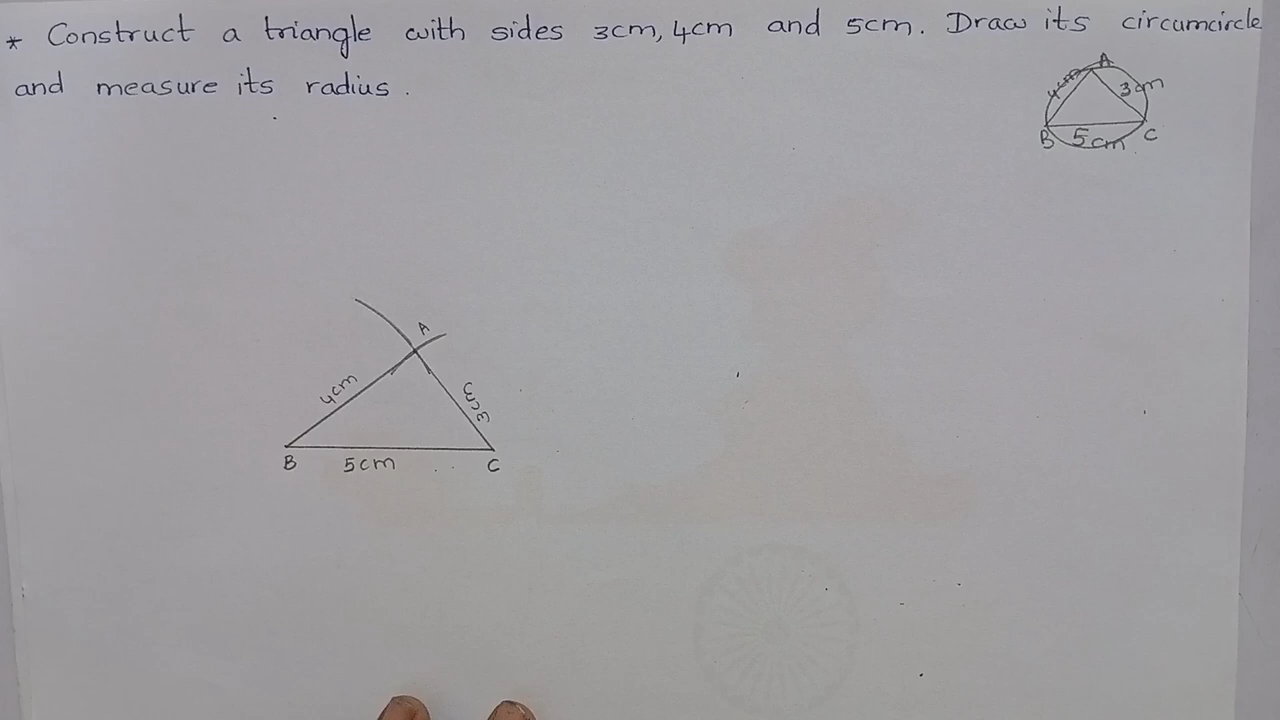 * Construct a triangle with sides 3cm, 4cm and 5cm. Draw its circumcircle
and measure its radius.
A
4cm 3cm
B 5cm C
A
4cm 3cm
B 5cm C